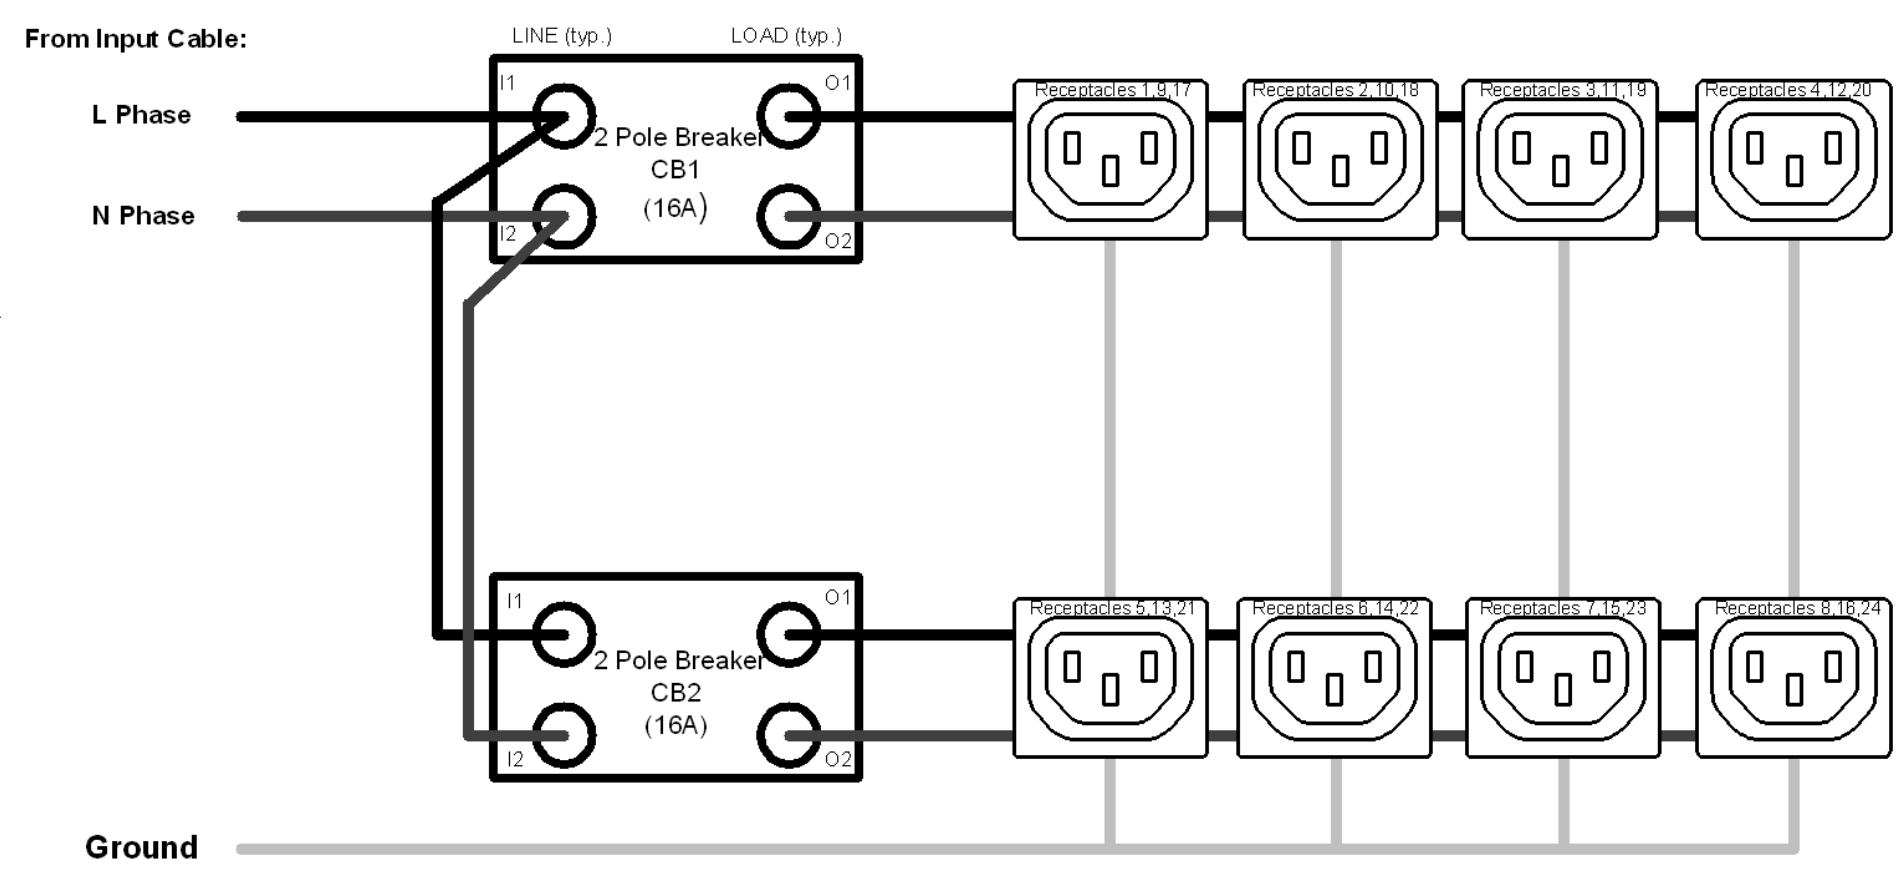 From Input Cable:
LINE (typ.)
LOAD (typ.)
L Phase
N Phase
I1
O1
2 Pole Breaker
CB1
(16A)
I2
O2
Receptacles 1,9,17
Receptacles 2,10,18
Receptacles 3,11,19
Receptacles 4,12,20
I1
O1
2 Pole Breaker
CB2
(16A)
I2
O2
Receptacles 5,13,21
Receptacles 6,14,22
Receptacles 7,15,23
Receptacles 8,16,24
Ground